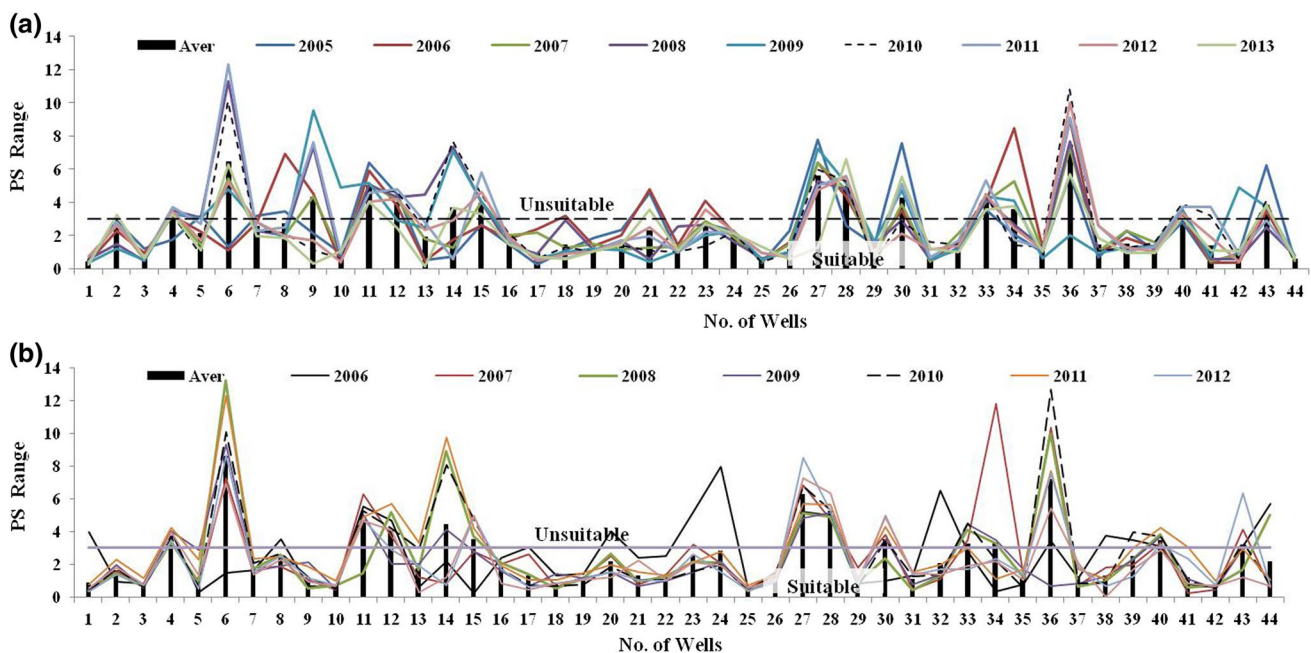 (a)
Aver 2005 2006 2007 2008 2009 2010 2011 2012 2013
14
12
10
8
6
4
2
0
PS Range
Unsuitable
Suitable
1 2 3 4 5 6 7 8 9 10 11 12 13 14 15 16 17 18 19 20 21 22 23 24 25 26 27 28 29 30 31 32 33 34 35 36 37 38 39 40 41 42 43 44
No. of Wells
(b)
Aver 2006 2007 2008 2009 2010 2011 2012
14
12
10
8
6
4
2
0
PS Range
Unsuitable
Suitable
1 2 3 4 5 6 7 8 9 10 11 12 13 14 15 16 17 18 19 20 21 22 23 24 25 26 27 28 29 30 31 32 33 34 35 36 37 38 39 40 41 42 43 44
No. of Wells